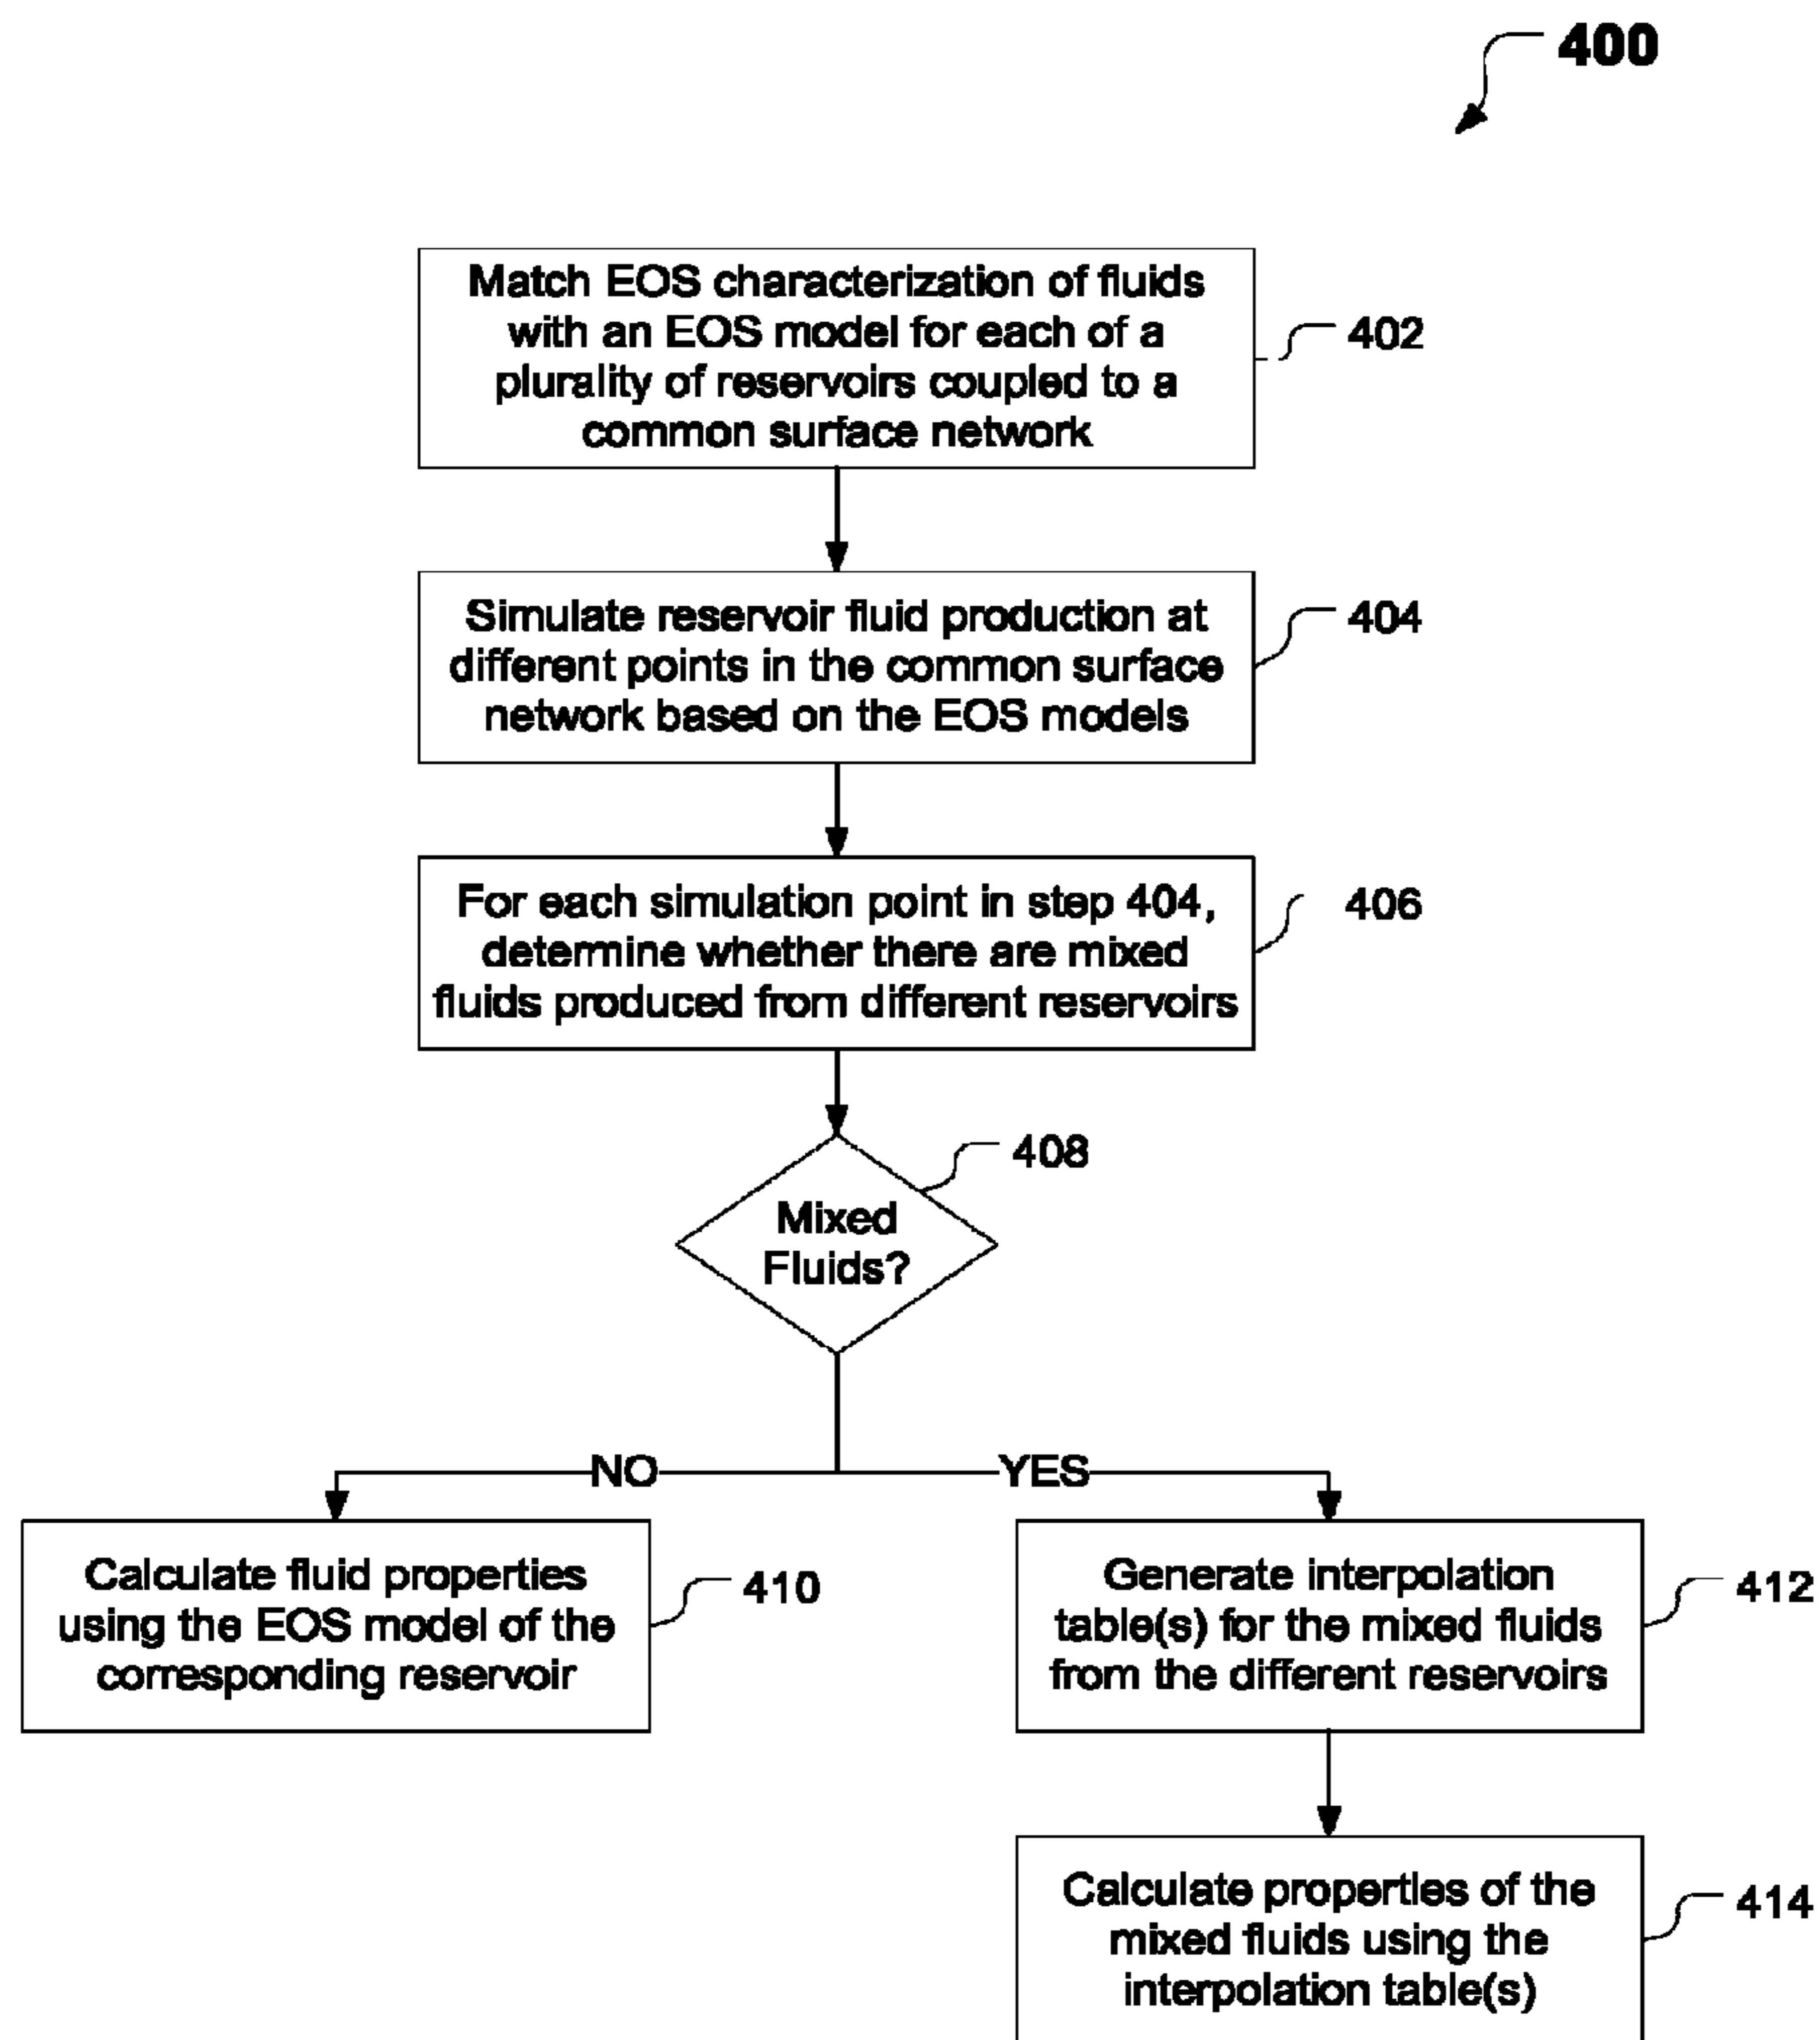 400
Match EOS characterization of fluids
with an EOS model for each of a
plurality of reservoirs coupled to a
common surface network
402
Simulate reservoir fluid production at
different points in the common surface
network based on the EOS models
404
For each simulation point in step 404,
determine whether there are mixed
fluids produced from different reservoirs
406
408
Mixed
Fluids?
NO
YES
Calculate fluid properties
using the EOS model of the
corresponding reservoir
410
Generate interpolation
table(s) for the mixed fluids
from the different reservoirs
412
Calculate properties of the
mixed fluids using the
interpolation table(s)
414